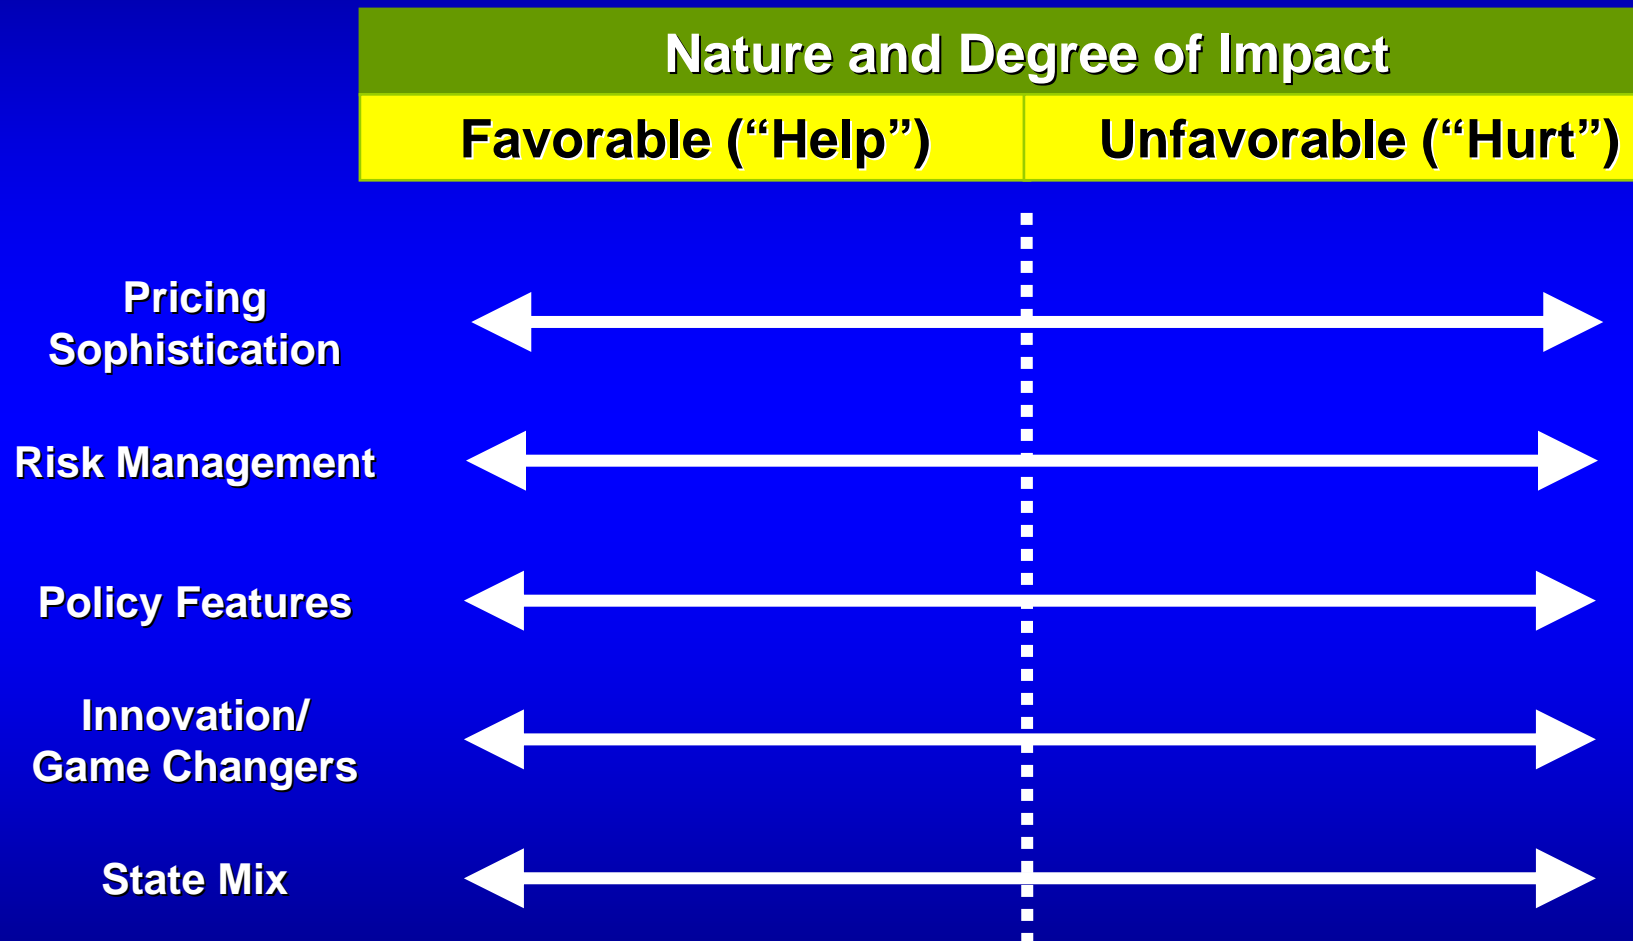 Nature and Degree of Impact
Favorable (“Help”)
Unfavorable (“Hurt”)
Pricing
Sophistication
Risk Management
Policy Features
Innovation/
Game Changers
State Mix